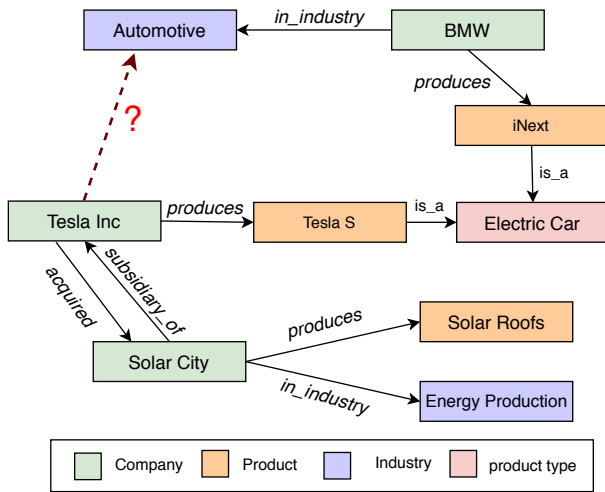 Automotive
in_industry
BMW
produces
?
iNext
is_a
Tesla Inc
produces
Tesla S
is_a
Electric Car
acquired
subsidiary_of
Solar City
produces
Solar Roofs
in_industry
Energy Production
Company
Product
Industry
product type